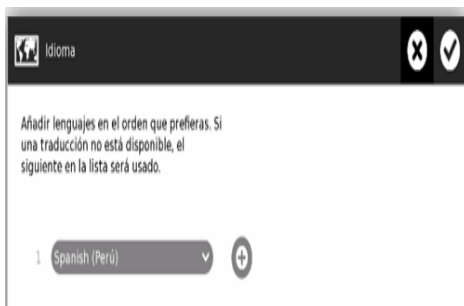 Idioma
Añadir lenguajes en el orden que prefieras. Si
una traducción no está disponible, el
siguiente en la lista será usado.
1 Spanish (Perú)